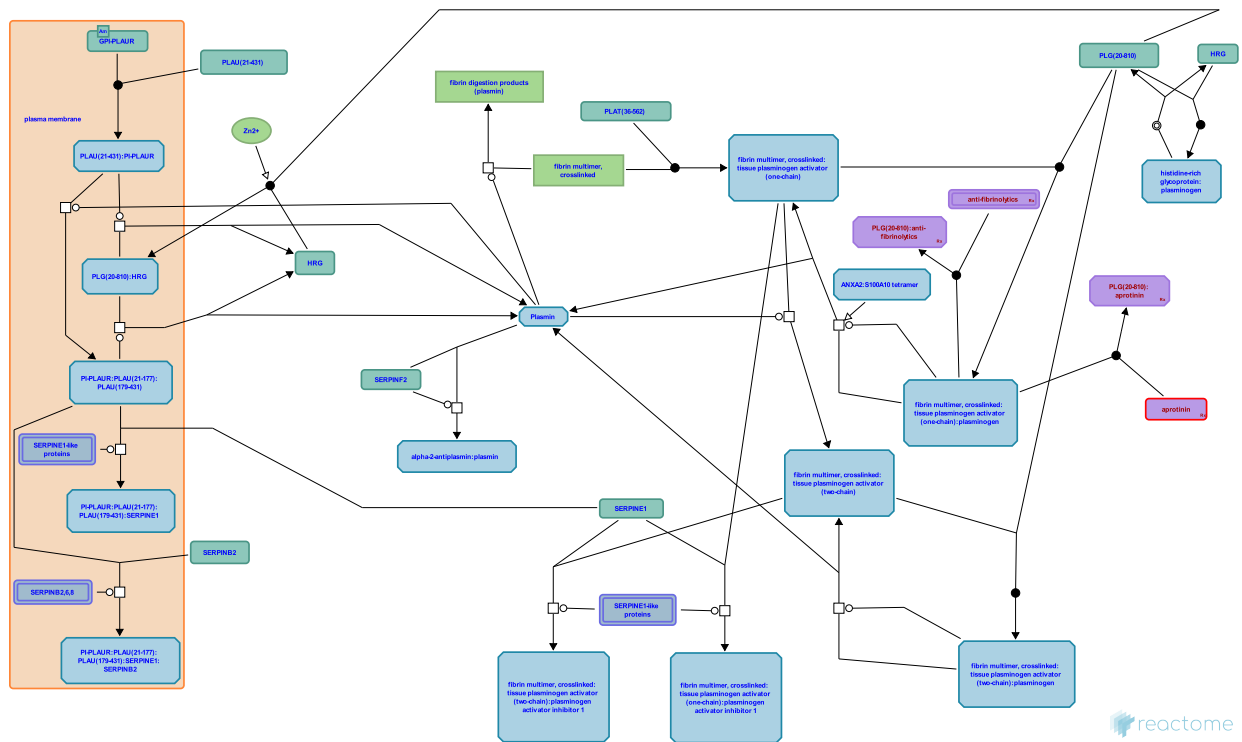 Am
GPI-PLAUR
PLAU(21-431)
plasma membrane
PLAU(21-431):PI-PLAUR
Zn2+
PLG(20-810):HRG
HRG
PI-PLAUR:PLAU(21-177):
PLAU(179-431)
SERPINE1-like
proteins
PI-PLAUR:PLAU(21-177):
PLAU(179-431):SERPINE1
SERPINB2
SERPINB2,6,8
PI-PLAUR:PLAU(21-177):
PLAU(179-431):SERPINE1:
SERPINB2
fibrin digestion products
(plasmin)
PLAT(36-562)
fibrin multimer,
crosslinked
fibrin multimer, crosslinked:
tissue plasminogen activator
(one-chain)
PLG(20-810)
HRG
histidine-rich
glycoprotein:
plasminogen
anti-fibrinolytics
Rx
PLG(20-810):anti-
fibrinolytics
Rx
ANXA2:S100A10 tetramer
PLG(20-810):
aprotinin
Rx
Plasmin
SERPINF2
alpha-2-antiplasmin:plasmin
fibrin multimer, crosslinked:
tissue plasminogen activator
(one-chain):plasminogen
aprotinin
Rx
fibrin multimer, crosslinked:
tissue plasminogen activator
(two-chain)
SERPINE1
SERPINE1-like
proteins
fibrin multimer, crosslinked:
tissue plasminogen activator
(two-chain):plasminogen
activator inhibitor 1
fibrin multimer, crosslinked:
tissue plasminogen activator
(one-chain):plasminogen
activator inhibitor 1
fibrin multimer, crosslinked:
tissue plasminogen activator
(two-chain):plasminogen
reactome